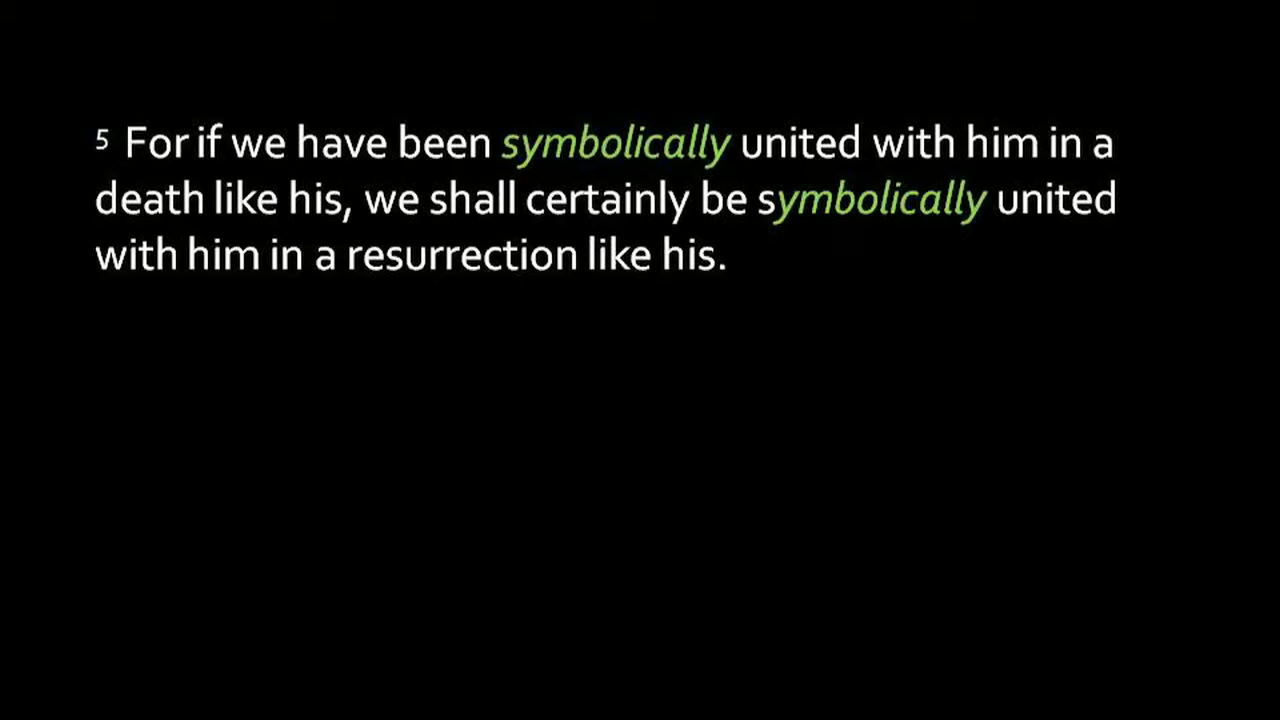 5 For if we have been symbolically united with him in a
death like his, we shall certainly be symbolically united
with him in a resurrection like his.